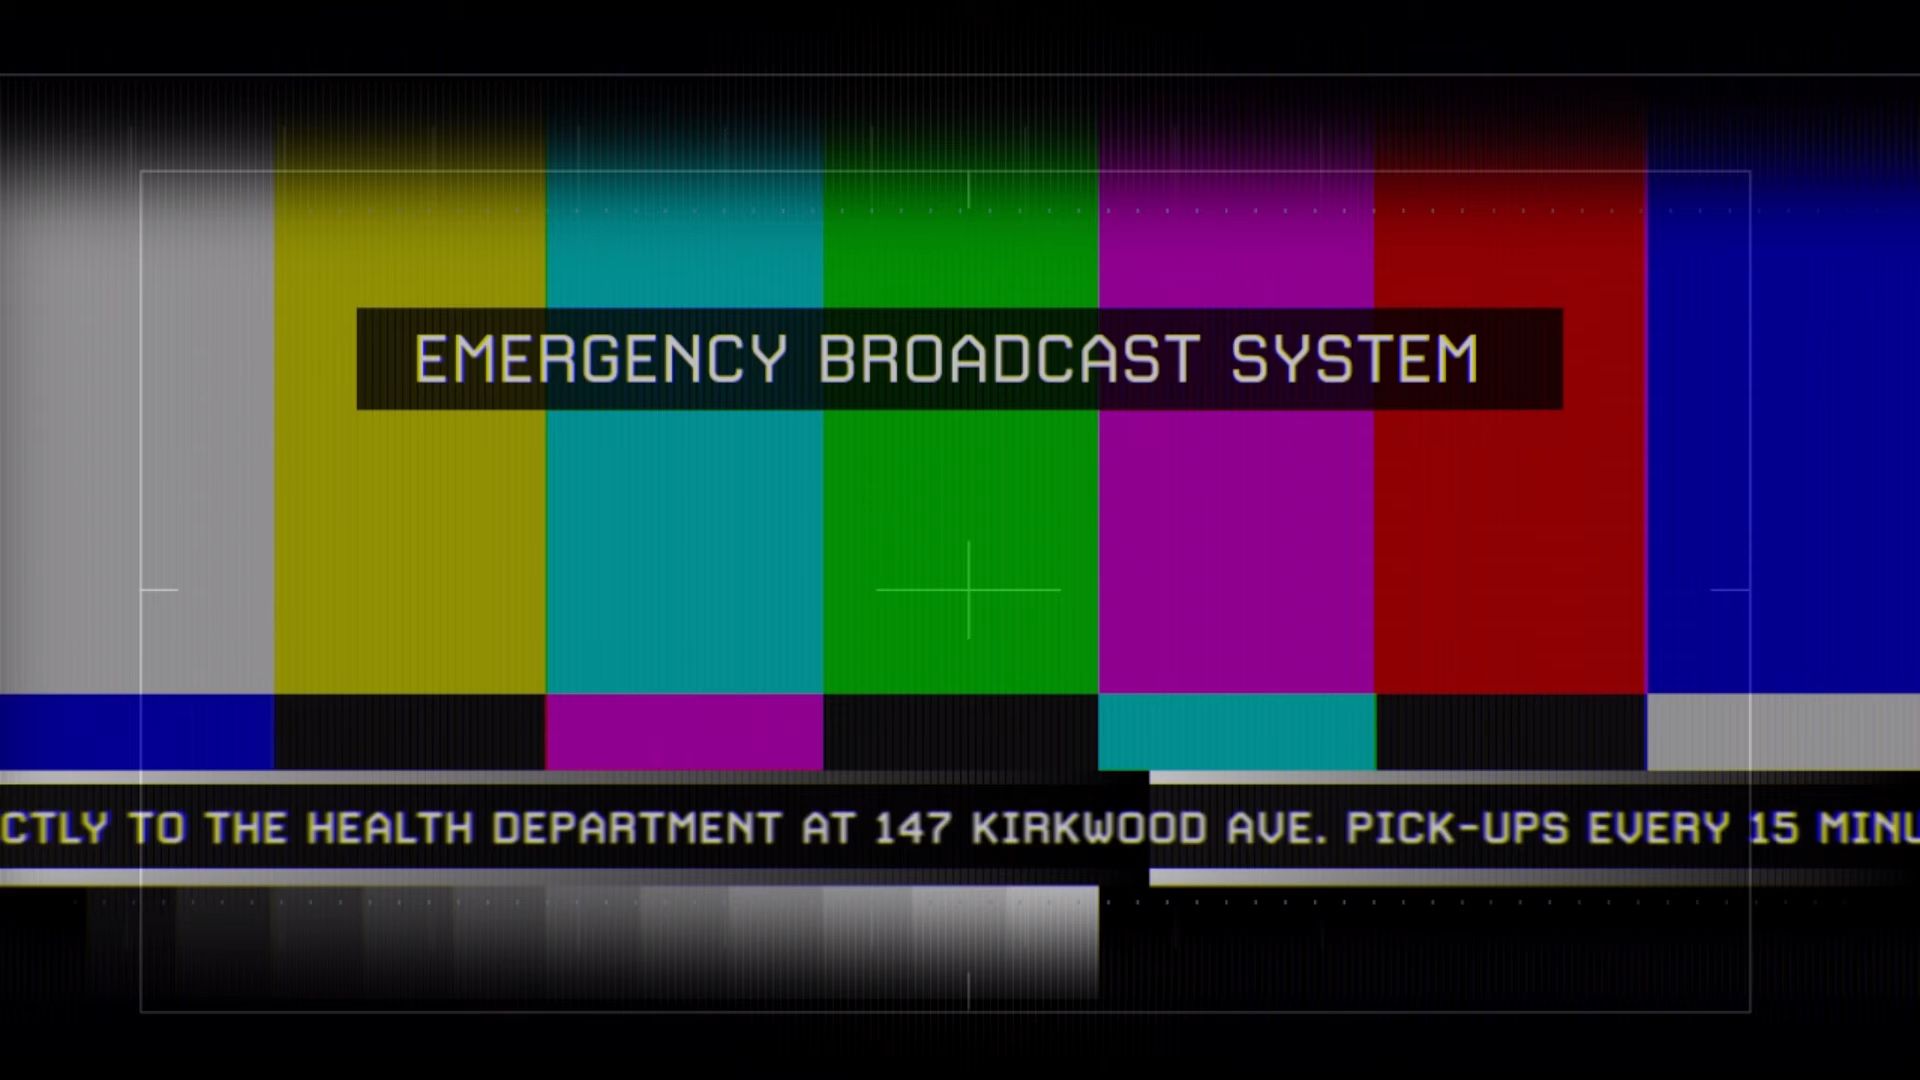 EMERGENCY BROADCAST SYSTEM
CTLY TO THE HEALTH DEPARTMENT AT 147 KIRKWOOD AVE. PICK-UPS EVERY 15 MINU